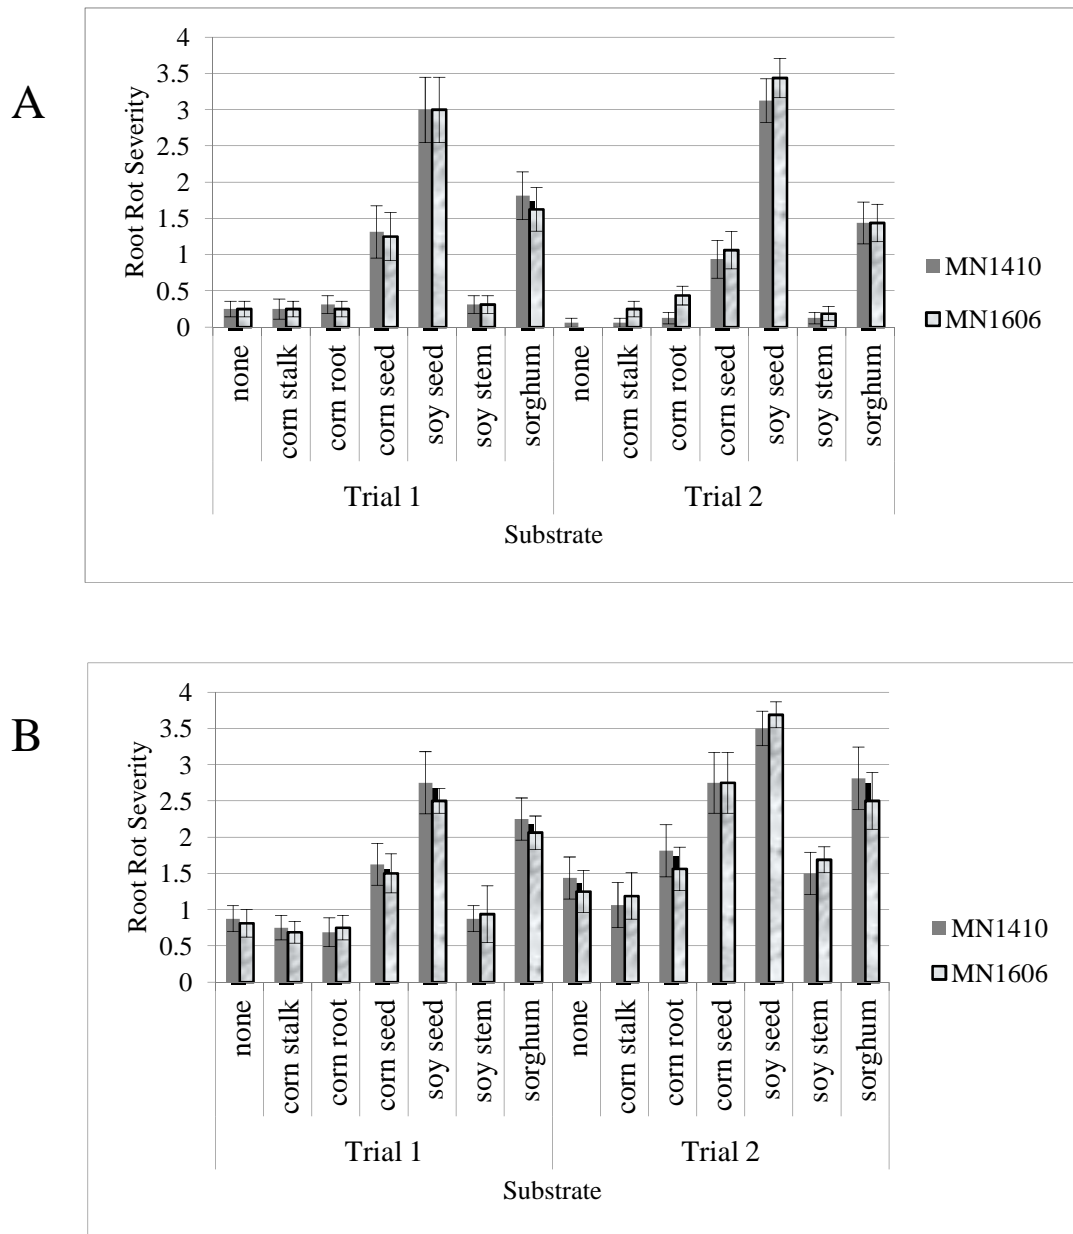 A
Root Rot Severity
4
3.5
3
2.5
2
1.5
1
0.5
0
none
corn stalk
corn root
corn seed
soy seed
soy stem
sorghum
none
corn stalk
corn root
corn seed
soy seed
soy stem
sorghum
Trial 1
Trial 2
Substrate
MN1410
MN1606
B
Root Rot Severity
4
3.5
3
2.5
2
1.5
1
0.5
0
none
corn stalk
corn root
corn seed
soy seed
soy stem
sorghum
none
corn stalk
corn root
corn seed
soy seed
soy stem
sorghum
Trial 1
Trial 2
Substrate
MN1410
MN1606